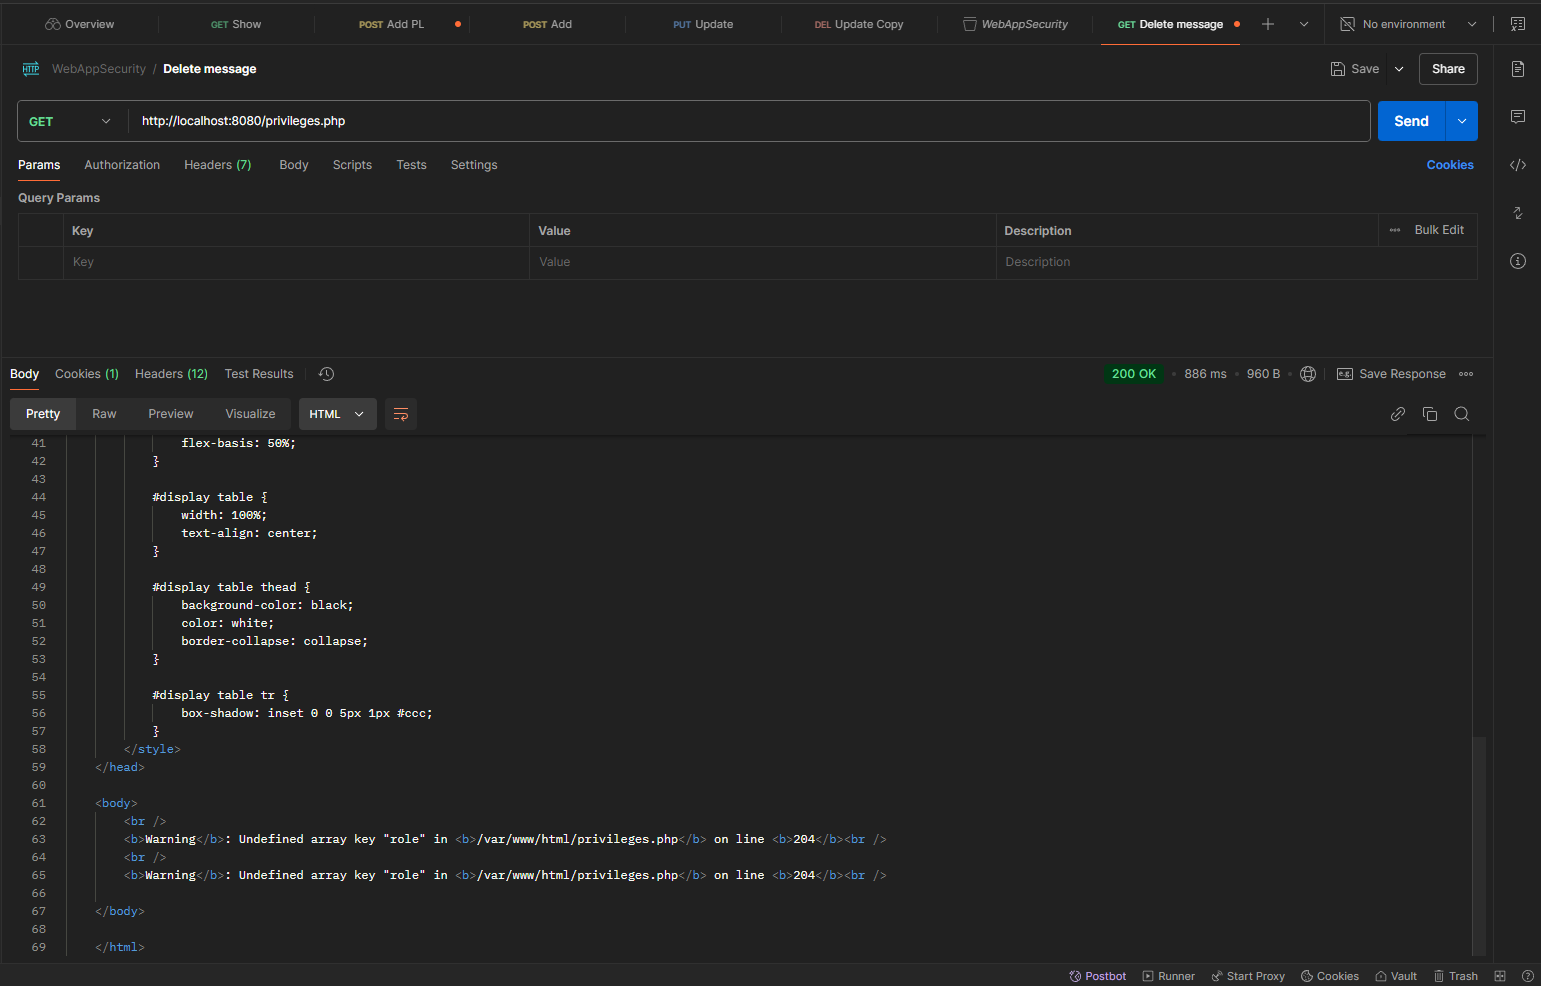 Overview GET Show POST Add PL POST Add PUT Update DEL Update Copy WebAppSecurity GET Delete message No environment
HTTP WebAppSecurity / Delete message Save Share
GET http://localhost:8080/privileges.php Send
Params Authorization Headers (7) Body Scripts Tests Settings Cookies
Query Params
Key Value Description ••• Bulk Edit
Key Value Description
Body Cookies (1) Headers (12) Test Results 200 OK • 886 ms • 960 B • e.g. Save Response •••
Pretty Raw Preview Visualize HTML
41 flex-basis: 50%;
42 }
43
44 #display table {
45 width: 100%;
46 text-align: center;
47 }
48
49 #display table thead {
50 background-color: black;
51 color: white;
52 border-collapse: collapse;
53 }
54
55 #display table tr {
56 box-shadow: inset 0 0 5px 1px #ccc;
57 }
58 </style>
59 </head>
60
61 <body>
62 <br />
63 <b>Warning</b>: Undefined array key "role" in <b>/var/www/html/privileges.php</b> on line <b>204</b><br />
64 <br />
65 <b>Warning</b>: Undefined array key "role" in <b>/var/www/html/privileges.php</b> on line <b>204</b><br />
66
67 </body>
68
69 </html>
Postbot Runner Start Proxy Cookies Vault Trash